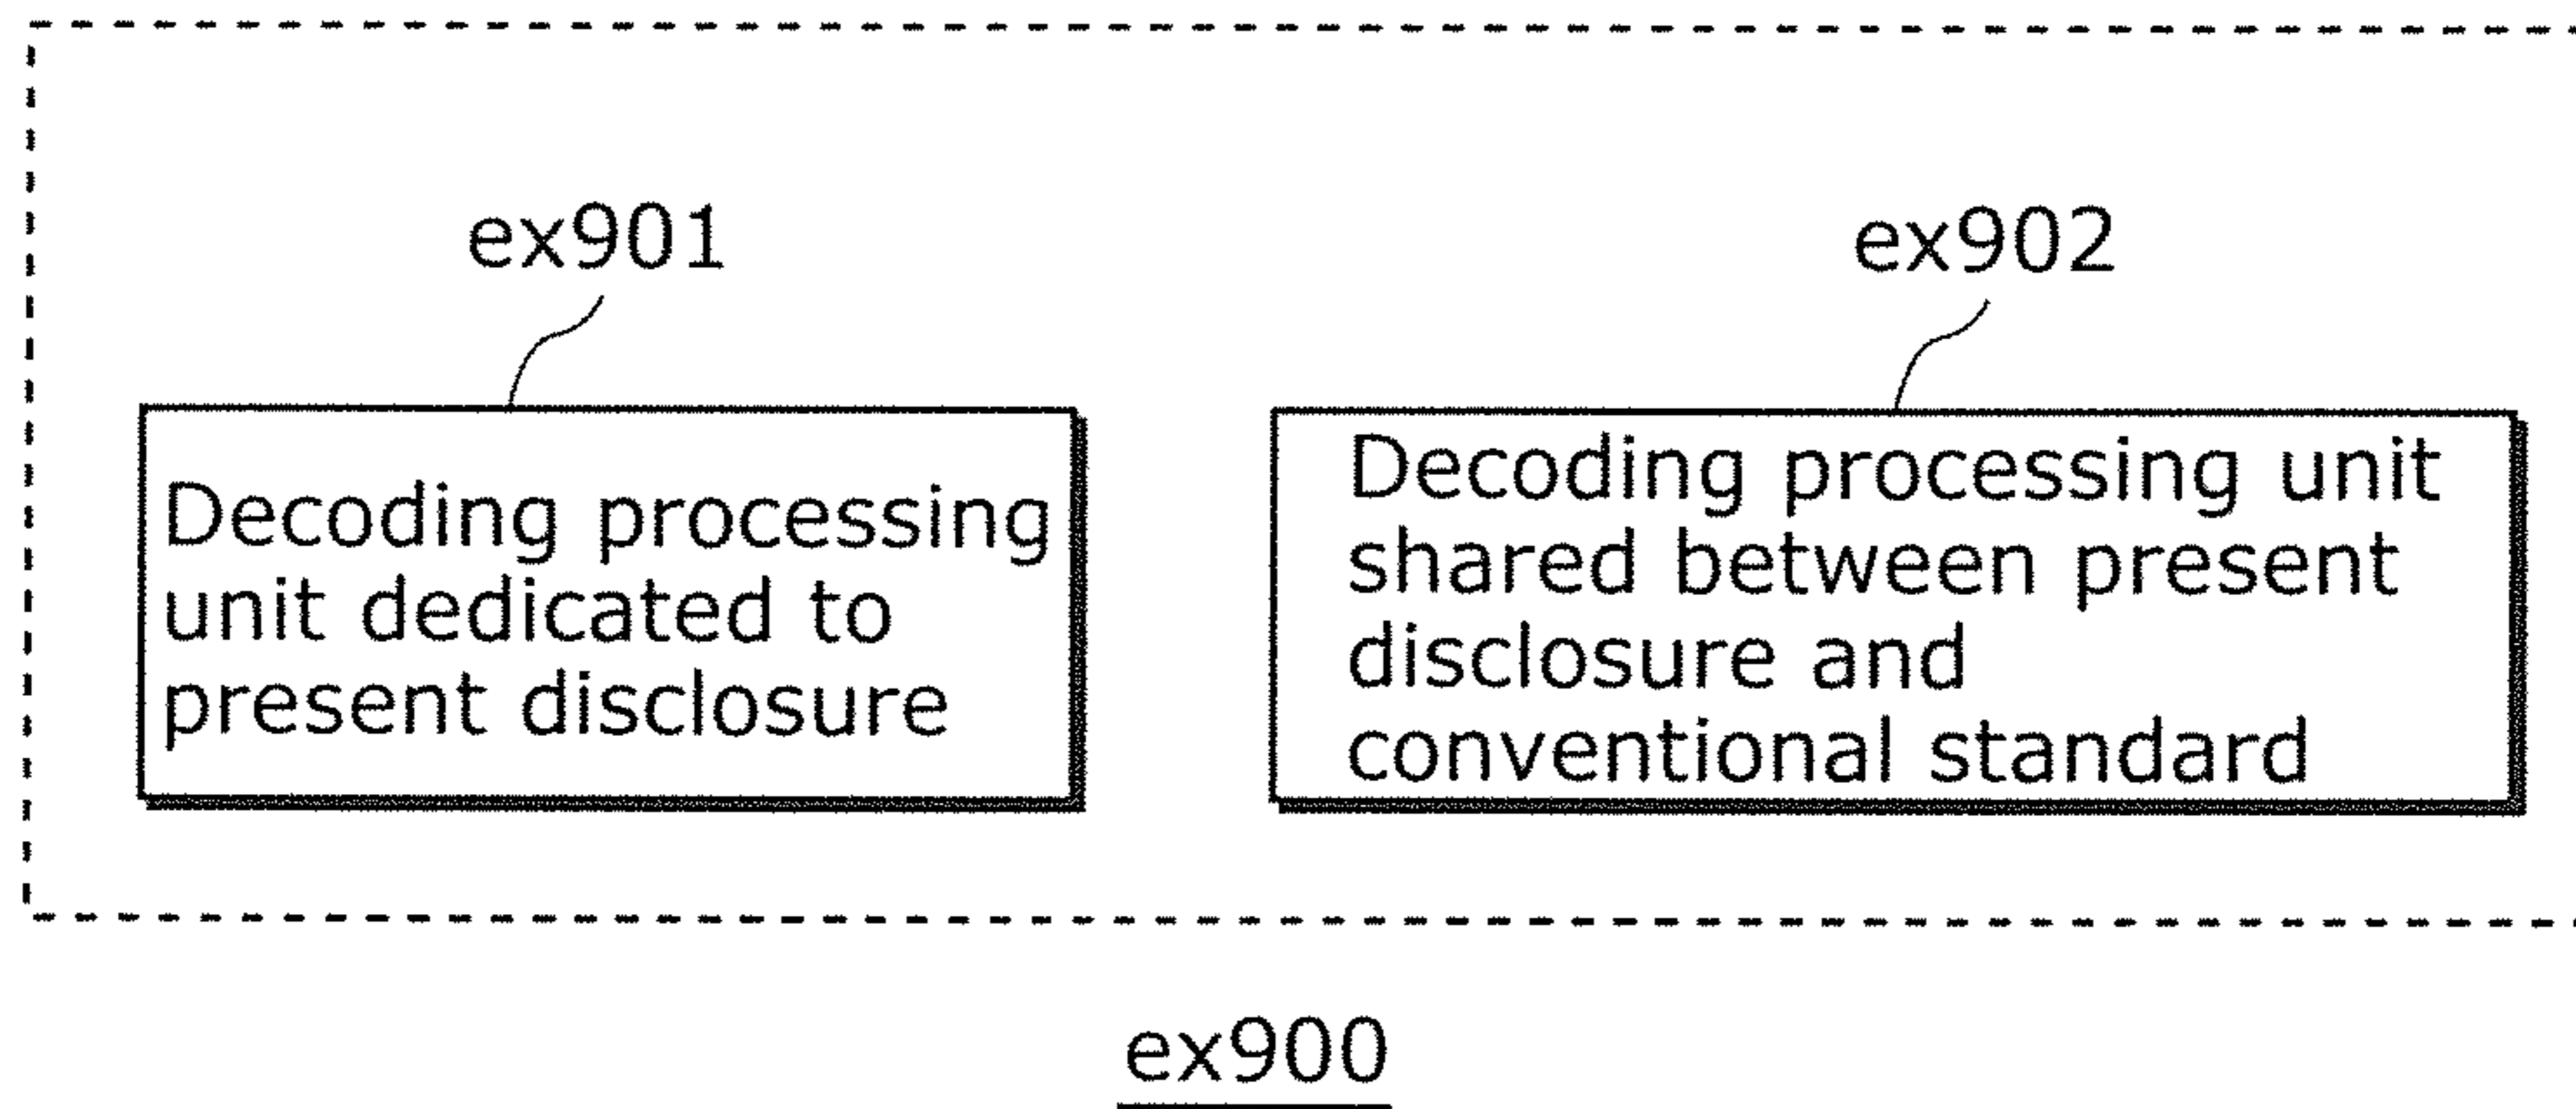 ex901
Decoding processing
unit dedicated to
present disclosure
ex902
Decoding processing unit
shared between present
disclosure and
conventional standard
ex900